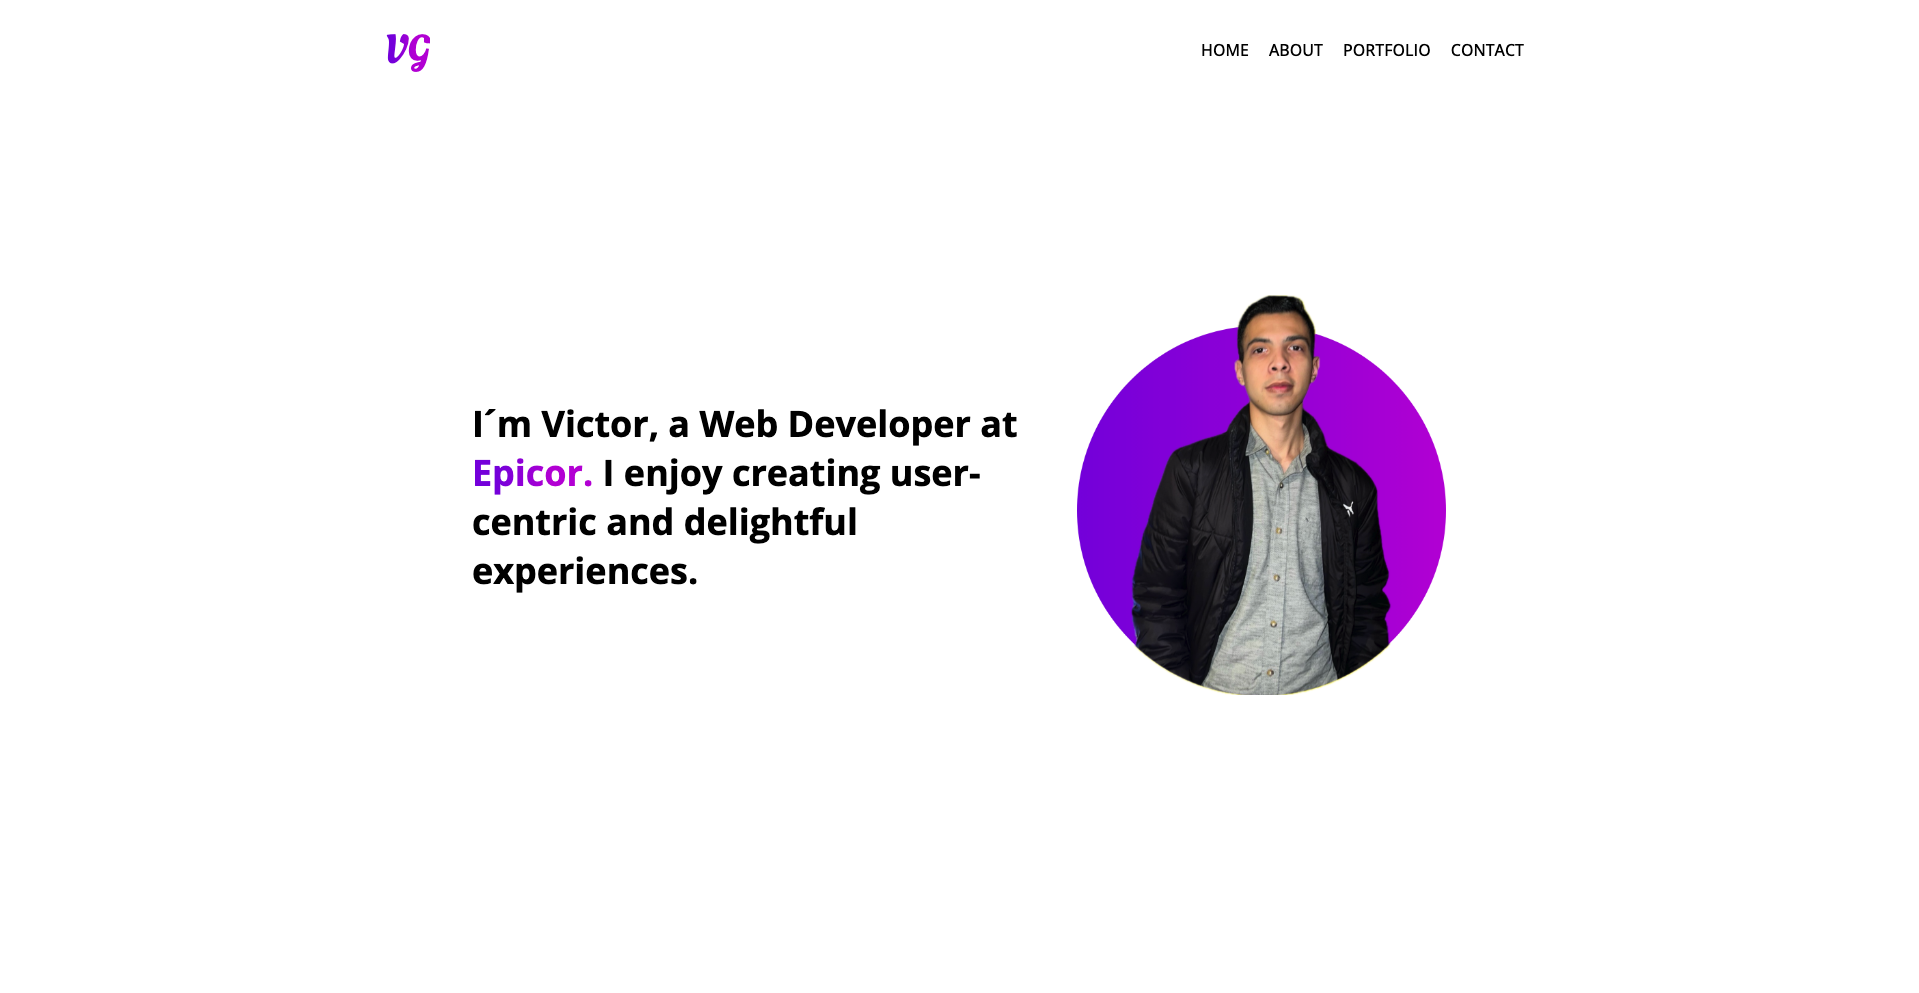 VG
HOME ABOUT PORTFOLIO CONTACT
I´m Victor, a Web Developer at
Epicor. I enjoy creating user-
centric and delightful
experiences.